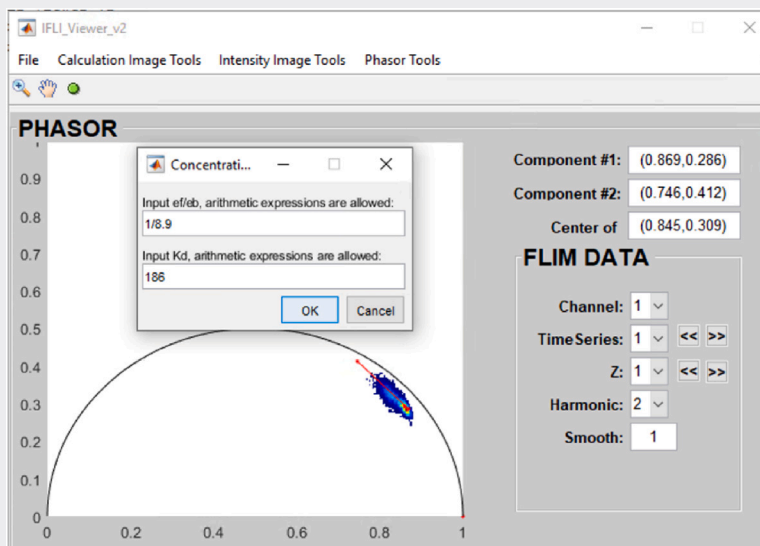 IFLI_Viewer_v2
File Calculation Image Tools Intensity Image Tools Phasor Tools
PHASOR
Concentrati...
Input ef/eb, arithmetic expressions are allowed:
1/8.9
Input Kd, arithmetic expressions are allowed:
186
OK Cancel
1
0.9
0.8
0.7
0.6
0.5
0.4
0.3
0.2
0.1
0
0 0.2 0.4 0.6 0.8 1
Component #1: (0.869,0.286)
Component #2: (0.746,0.412)
Center of (0.845,0.309)
FLIM DATA
Channel: 1
TimeSeries: 1 << >>
Z: 1 << >>
Harmonic: 2
Smooth: 1